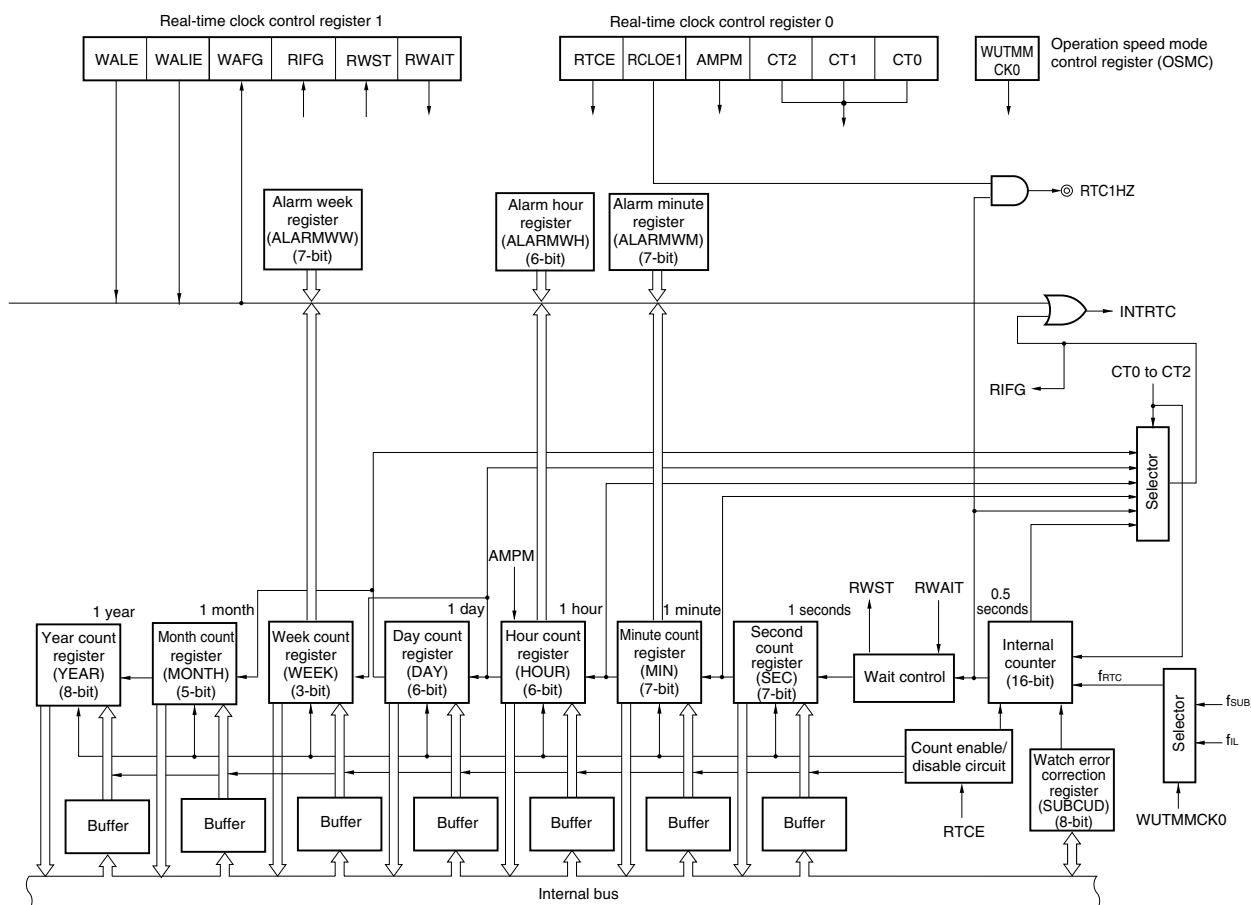 Real-time clock control register 1
Real-time clock control register 0
WALE WALIE WAFG RIFG RWST RWAIT
RTCE RCLOE1 AMPM CT2 CT1 CT0
WUTMM
CK0
Operation speed mode
control register (OSMC)
RTC1HZ
Alarm week
register
(ALARMWW)
(7-bit)
Alarm hour
register
(ALARMWH)
(6-bit)
Alarm minute
register
(ALARMWM)
(7-bit)
INTRTC
RIFG
CT0 to CT2
Selector
AMPM
RWST
RWAIT
1 year
1 month
1 day
1 hour
1 minute
1 seconds
0.5
seconds
Year count
register
(YEAR)
(8-bit)
Month count
register
(MONTH)
(5-bit)
Week count
register
(WEEK)
(3-bit)
Day count
register
(DAY)
(6-bit)
Hour count
register
(HOUR)
(6-bit)
Minute count
register
(MIN)
(7-bit)
Second
count
register
(SEC)
(7-bit)
Wait control
Internal
counter
(16-bit)
fRTC
Selector
fSUB
fIL
WUTMMCK0
Count enable/
disable circuit
RTCE
Watch error
correction
register
(SUBCUD)
(8-bit)
Buffer
Buffer
Buffer
Buffer
Buffer
Buffer
Buffer
Internal bus